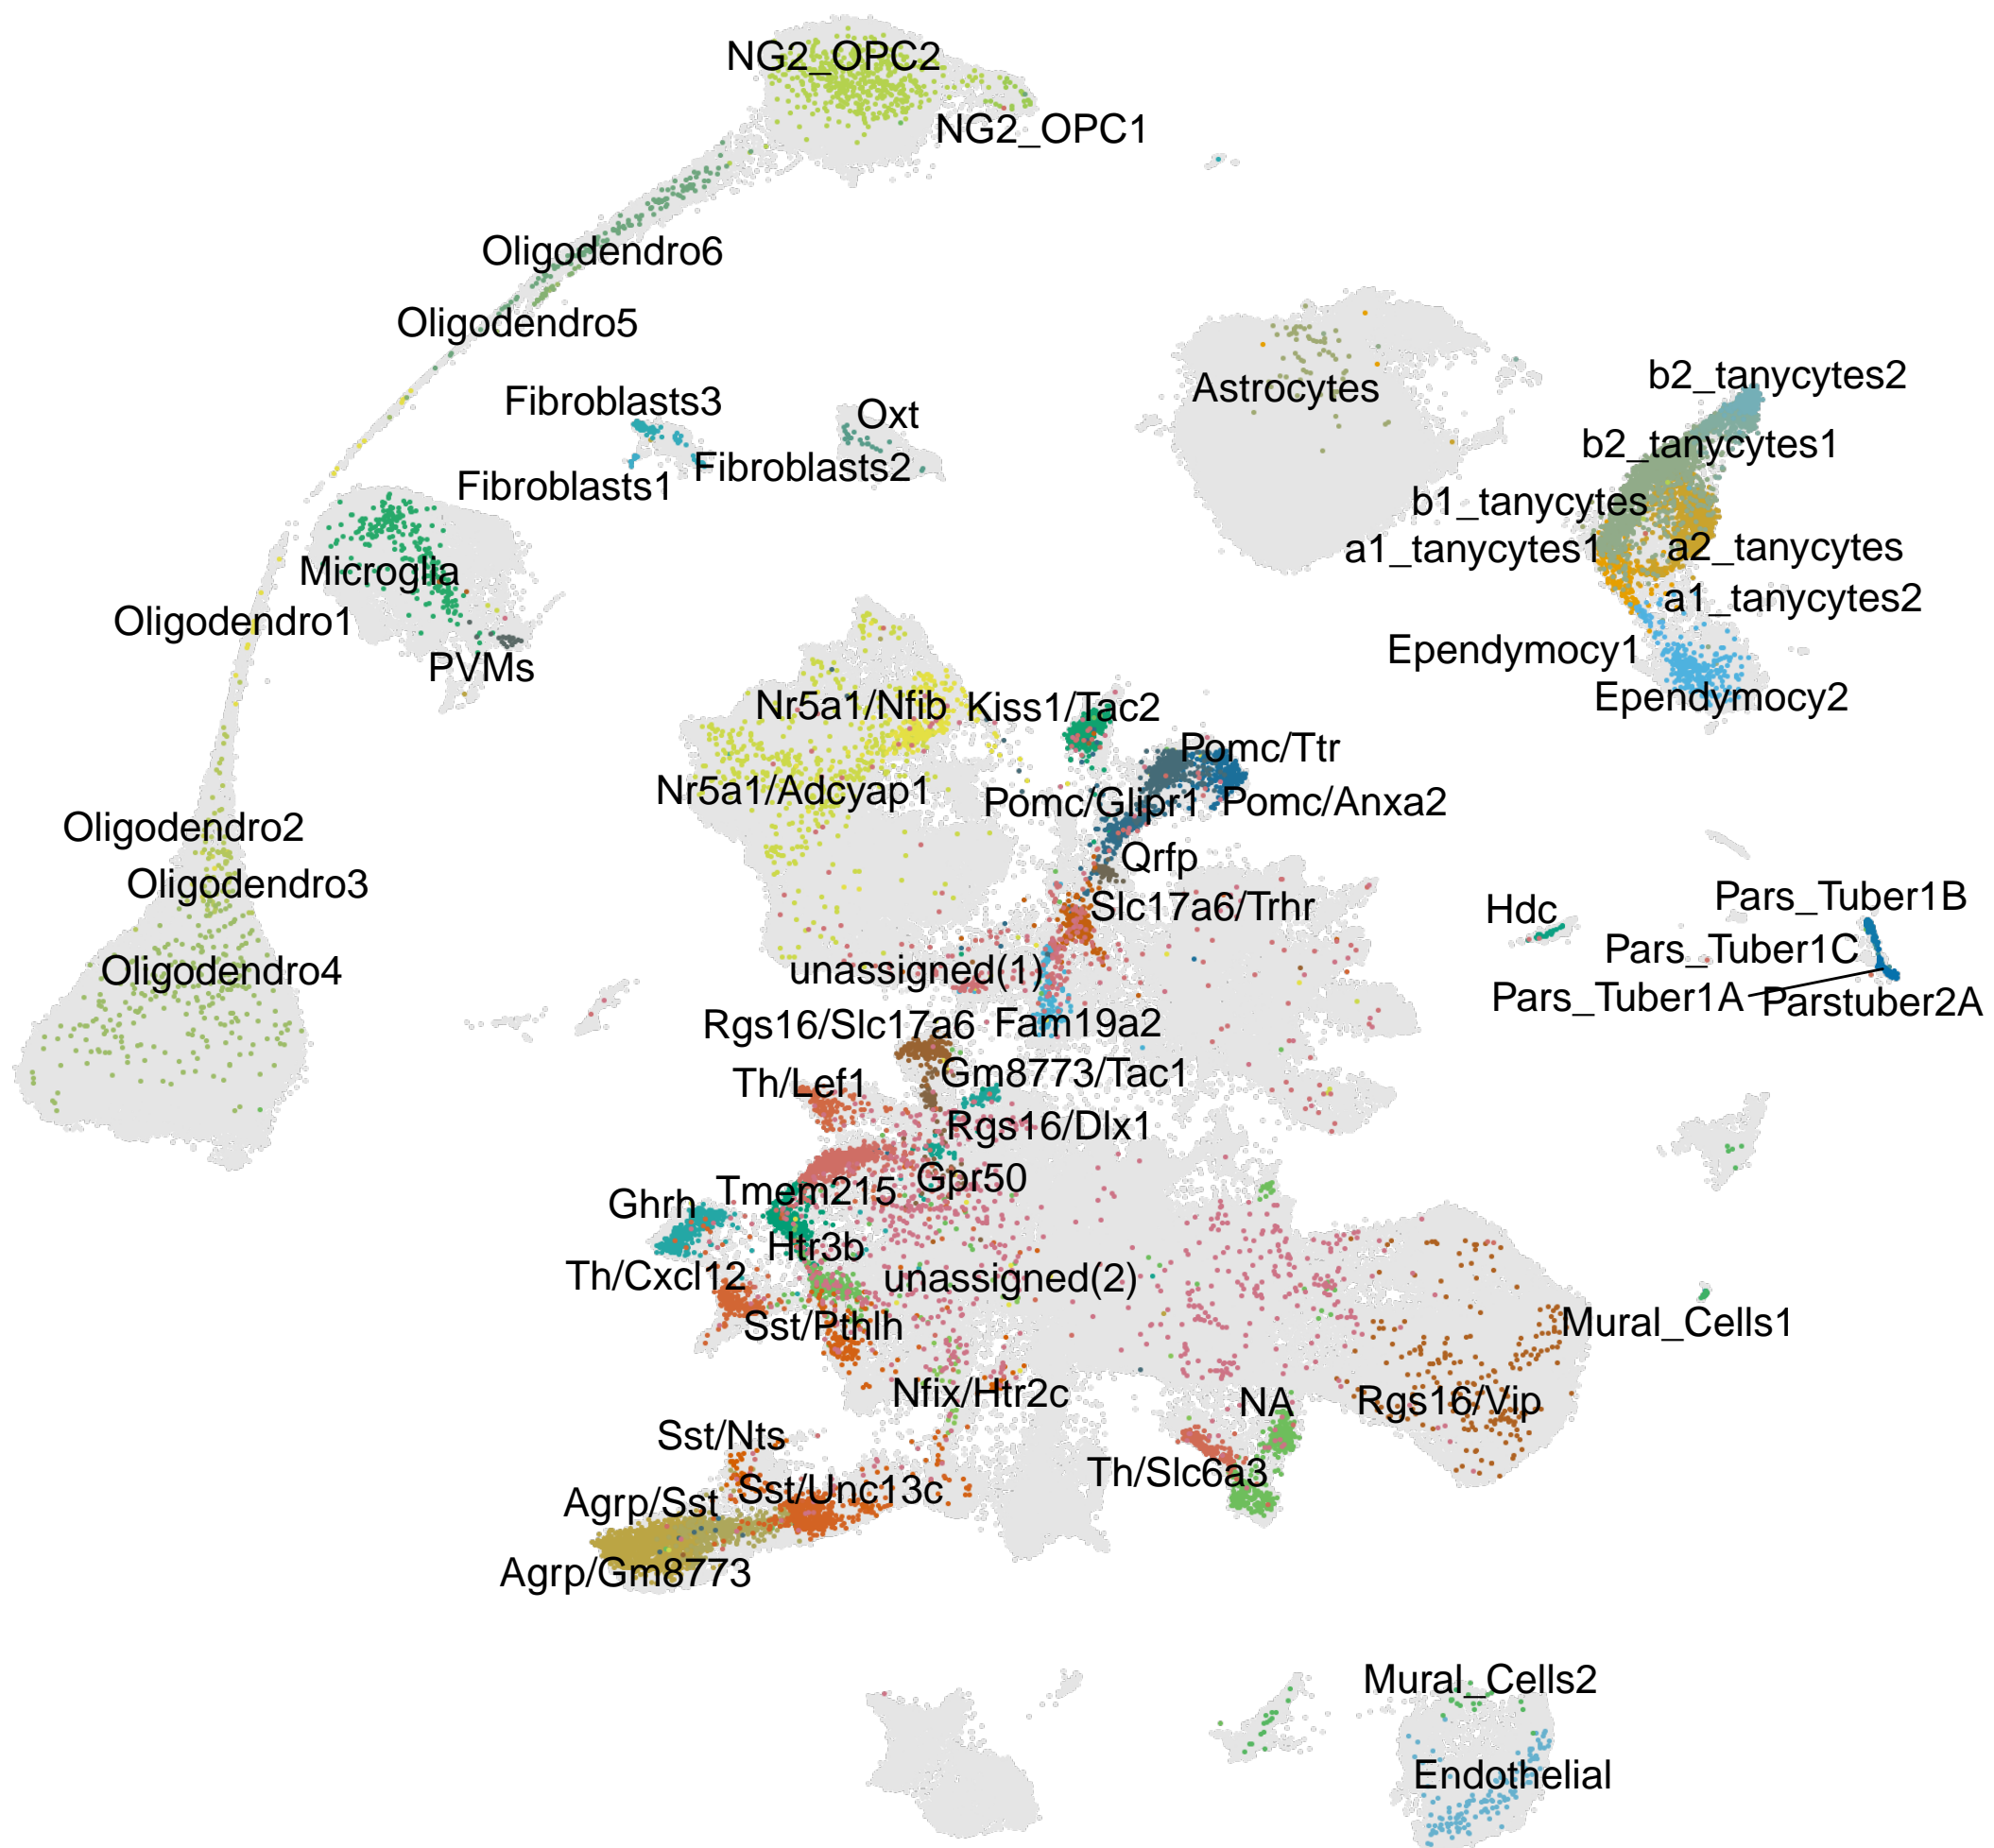 NG2_OPC2
NG2_OPC1
Oligodendro6
Oligodendro5
Fibroblasts3
Oxt
Astrocytes
b2_tanycytes2
b2_tanycytes1
Fibroblasts2
Fibroblasts1
b1_tanycytes
a1_tanycytes1
a2_tanycytes
Microglia
a1_tanycytes2
Oligodendro1
Ependymocy1
PVMs
Ependymocy2
Nr5a1/Nfib
Kiss1/Tac2
Pomc/Ttr
Nr5a1/Adcyap1
Pomc/Glipr1
Pomc/Anxa2
Oligodendro2
Qrfp
Oligodendro3
Slc17a6/Trhr
Hdc
Pars_Tuber1B
Pars_Tuber1C
Oligodendro4
unassigned(1)
Pars_Tuber1A
Parstuber2A
Rgs16/Slc17a6
Fam19a2
Th/Lef1
Gm8773/Tac1
Rgs16/Dlx1
Gpr50
Tmem215
Ghrh
Htr3b
Th/Cxcl12
unassigned(2)
Sst/Pthlh
Mural_Cells1
Nfix/Htr2c
NA
Rgs16/Vip
Sst/Nts
Th/Slc6a3
Sst/Unc13c
Agrp/Sst
Agrp/Gm8773
Mural_Cells2
Endothelial